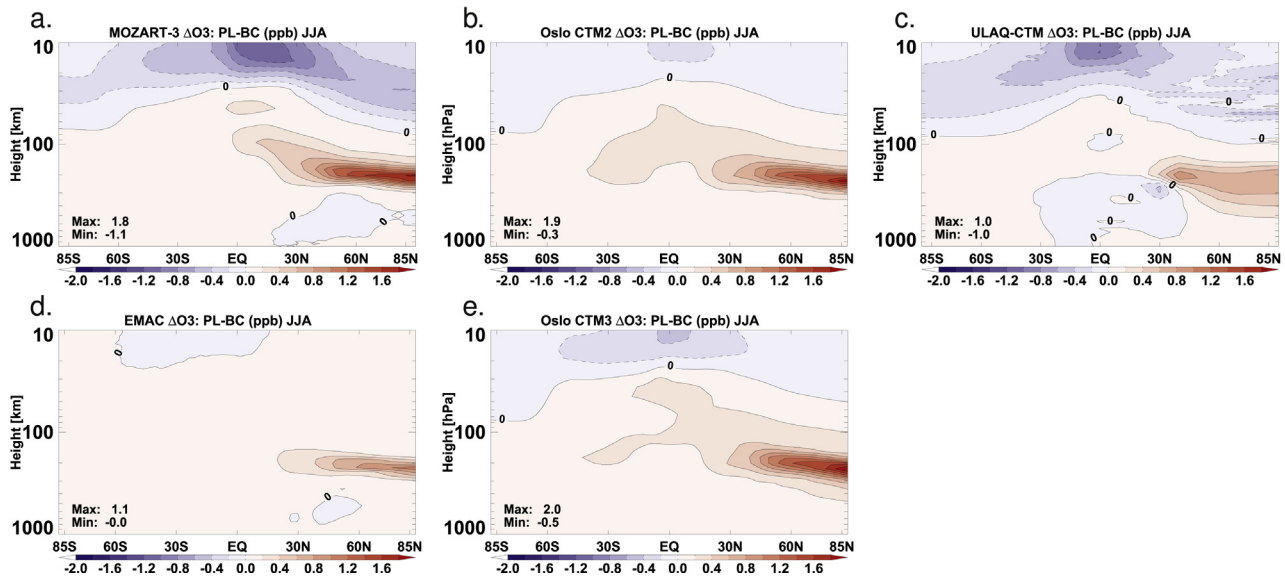 a.
MOZART-3 ΔO3: PL-BC (ppb) JJA
Height [km]
10
100
1000
0
0
0
0
Max: 1.8
Min: -1.1
85S 60S 30S EQ 30N 60N 85N
-2.0 -1.6 -1.2 -0.8 -0.4 0.0 0.4 0.8 1.2 1.6
b.
Oslo CTM2 ΔO3: PL-BC (ppb) JJA
Height [hPa]
10
100
1000
0
0
Max: 1.9
Min: -0.3
85S 60S 30S EQ 30N 60N 85N
-2.0 -1.6 -1.2 -0.8 -0.4 0.0 0.4 0.8 1.2 1.6
c.
ULAQ-CTM ΔO3: PL-BC (ppb) JJA
Height [km]
10
100
1000
0
0
0
0
0
0
0
0
0
Max: 1.0
Min: -1.0
85S 60S 30S EQ 30N 60N 85N
-2.0 -1.6 -1.2 -0.8 -0.4 0.0 0.4 0.8 1.2 1.6
d.
EMAC ΔO3: PL-BC (ppb) JJA
Height [km]
10
100
1000
0
0
Max: 1.1
Min: -0.0
85S 60S 30S EQ 30N 60N 85N
-2.0 -1.6 -1.2 -0.8 -0.4 0.0 0.4 0.8 1.2 1.6
e.
Oslo CTM3 ΔO3: PL-BC (ppb) JJA
Height [hPa]
10
100
1000
0
0
Max: 2.0
Min: -0.5
85S 60S 30S EQ 30N 60N 85N
-2.0 -1.6 -1.2 -0.8 -0.4 0.0 0.4 0.8 1.2 1.6